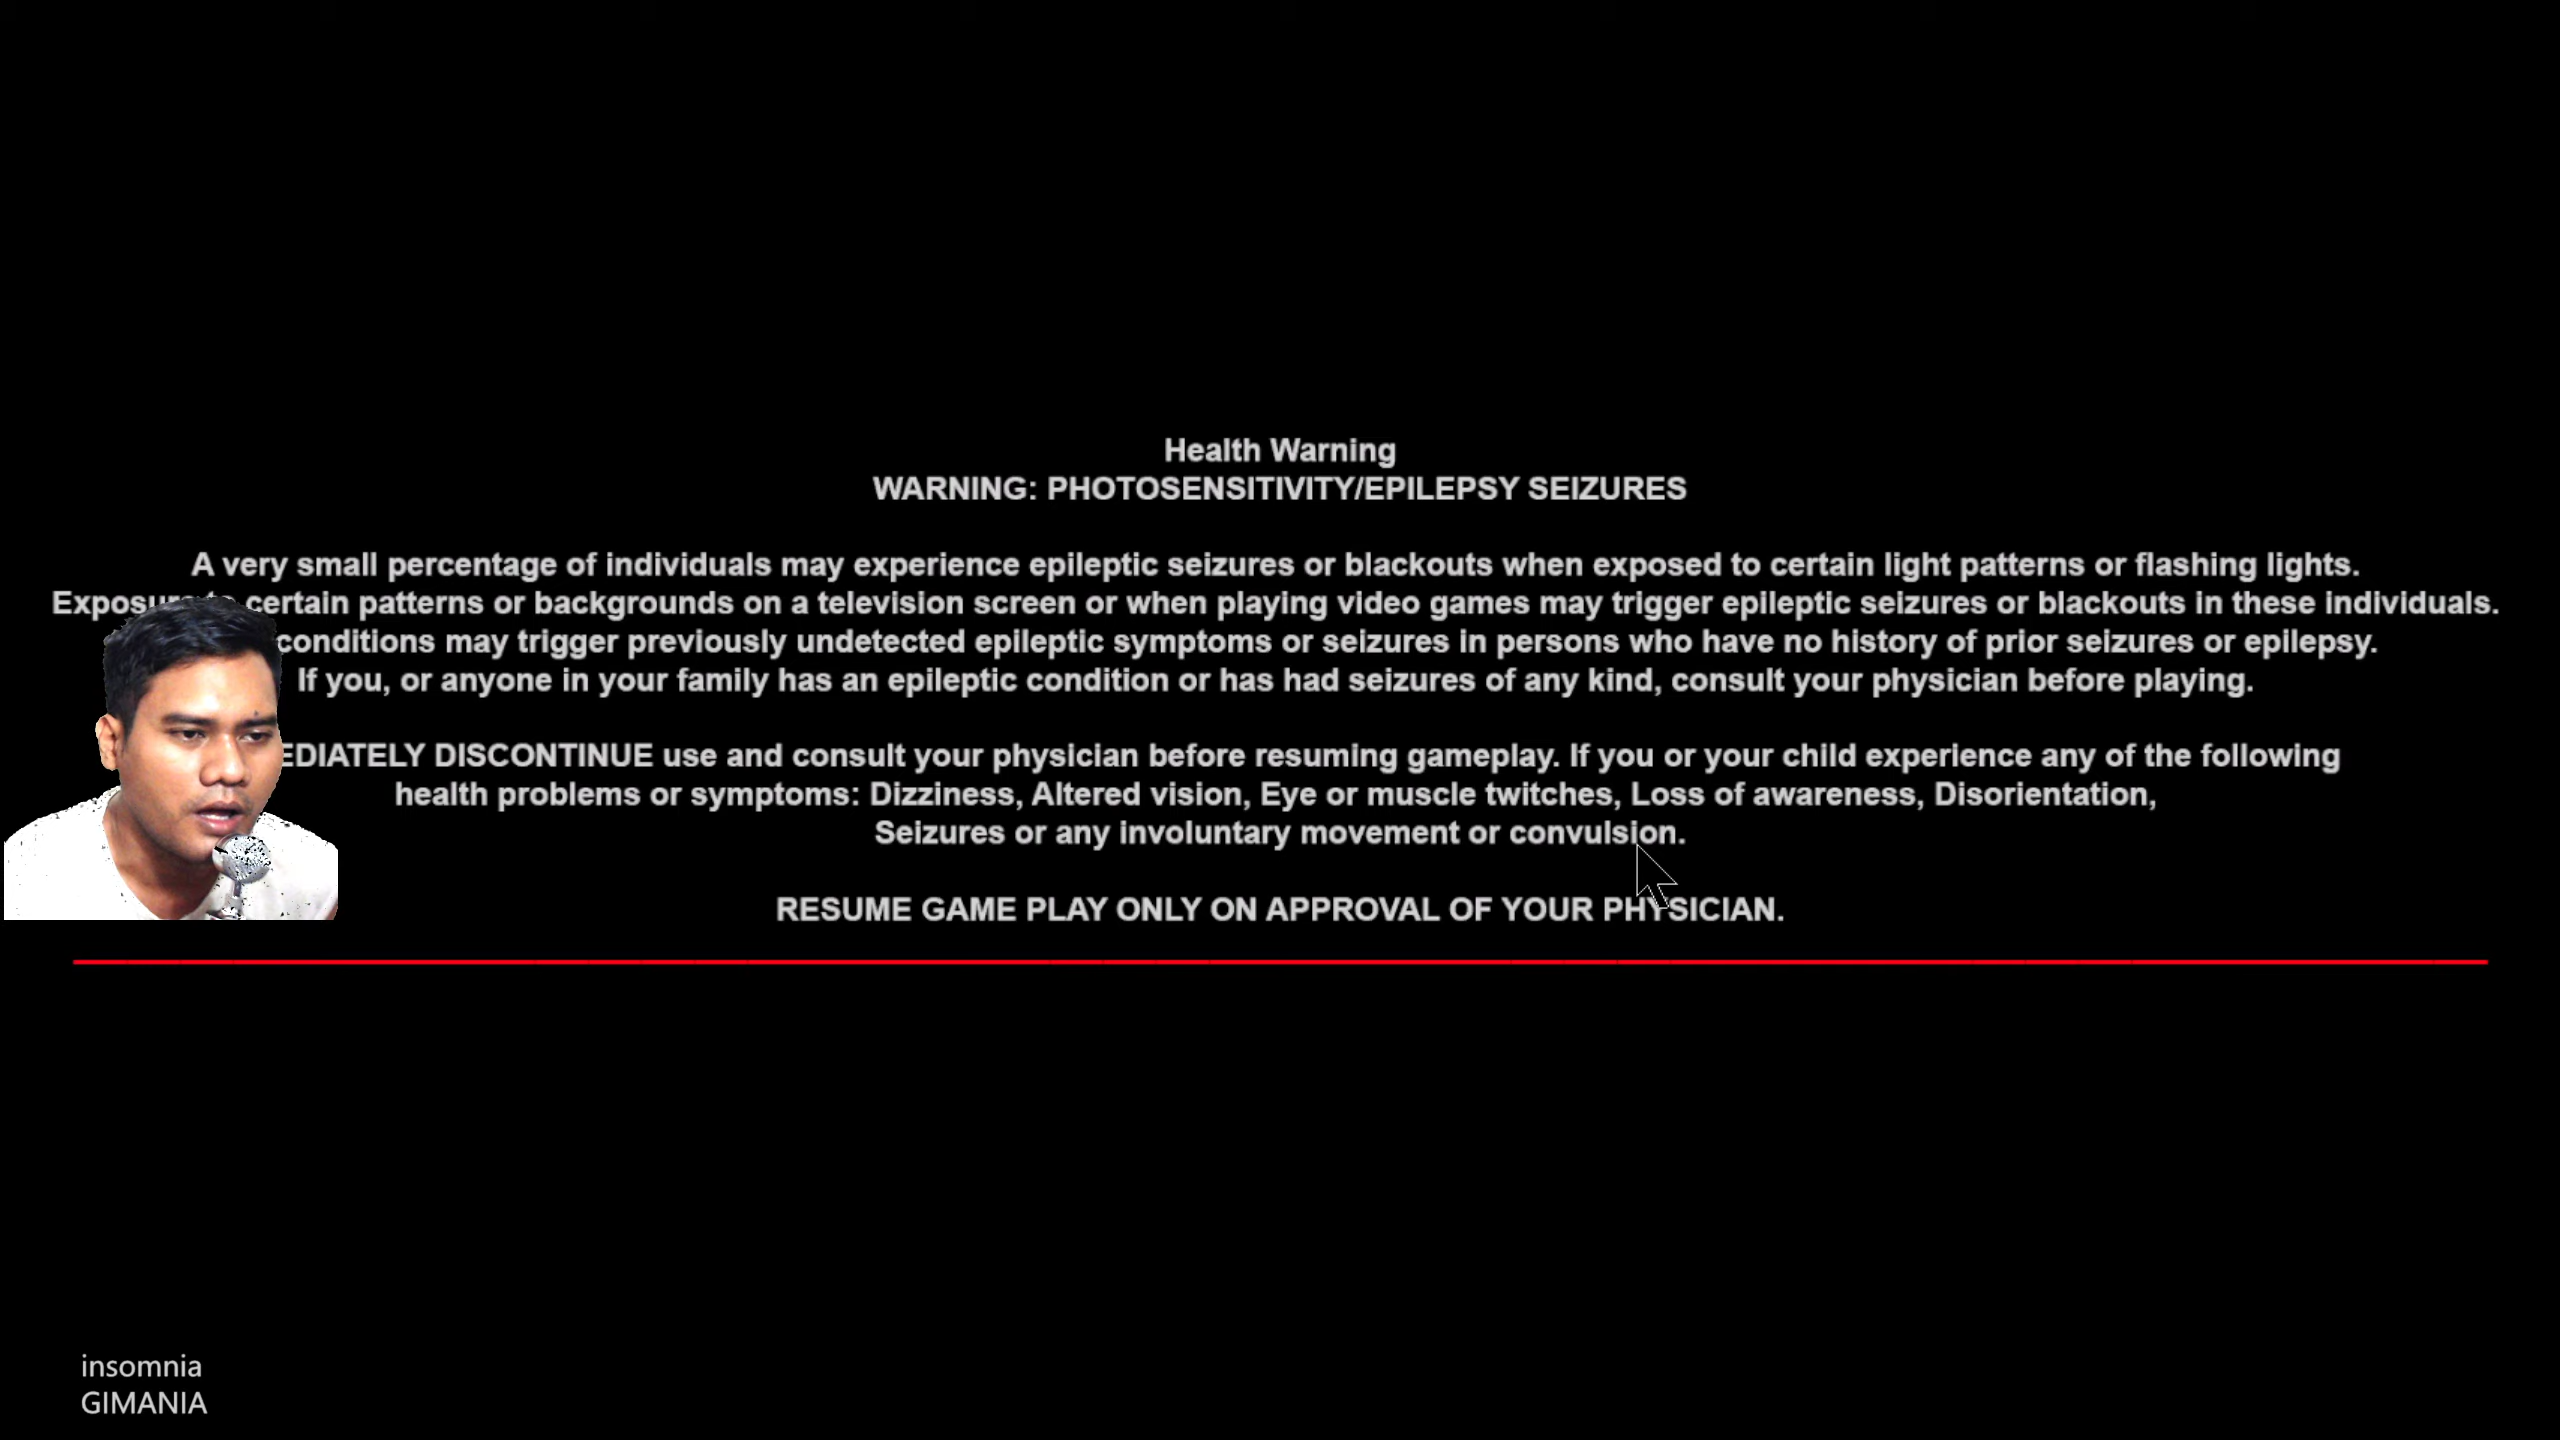 Health Warning
WARNING: PHOTOSENSITIVITY/EPILEPSY SEIZURES
A very small percentage of individuals may experience epileptic seizures or blackouts when exposed to certain light patterns or flashing lights.
certain patterns or backgrounds on a television screen or when playing video games may trigger epileptic seizures or blackouts in these individuals.
conditions may trigger previously undetected epileptic symptoms or seizures in persons who have no history of prior seizures or epilepsy.
If you, or anyone in your family has an epileptic condition or has had seizures of any kind, consult your physician before playing.
DISCONTINUE use and consult your physician before resuming gameplay. If you or your child experience any of the following
health problems or symptoms: Dizziness, Altered vision, Eye or muscle twitches, Loss of awareness, Disorientation,
Seizures or any involuntary movement or convulsion.
RESUME GAME PLAY ONLY ON APPROVAL OF YOUR PHYSICIAN.
insomnia
GIMANIA